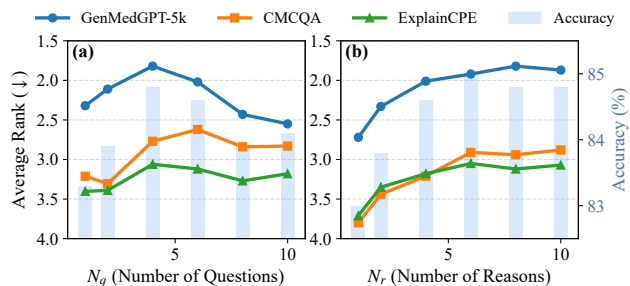 GenMedGPT-5k CMCQA ExplainCPE Accuracy
(a) (b)
1.5 1.5
2.0 2.0
2.5 2.5
3.0 3.0
3.5 3.5
4.0 4.0
85
84
83
Average Rank (↓)
Accuracy (%)
5 10 5 10
N_q (Number of Questions) N_r (Number of Reasons)